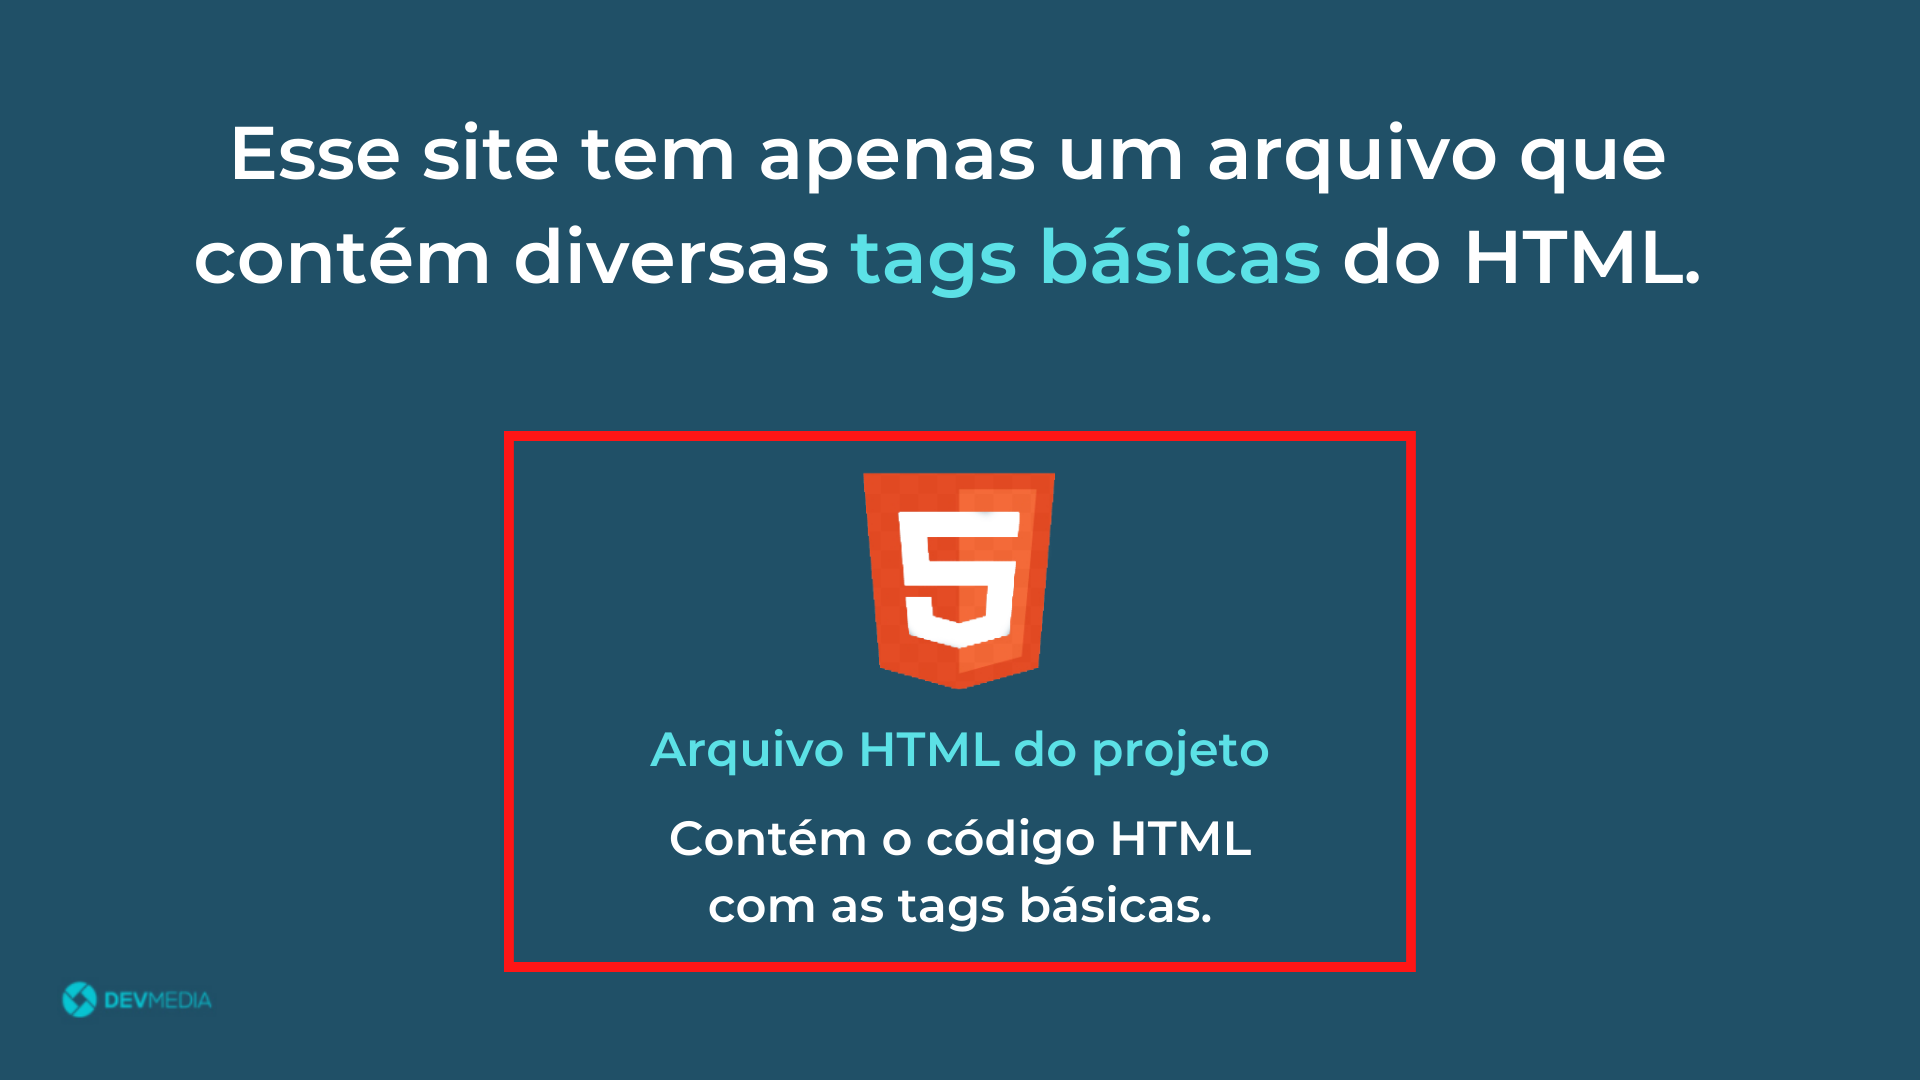 Esse site tem apenas um arquivo que
contém diversas tags básicas do HTML.
5
Arquivo HTML do projeto
Contém o código HTML
com as tags básicas.
DEVMEDIA